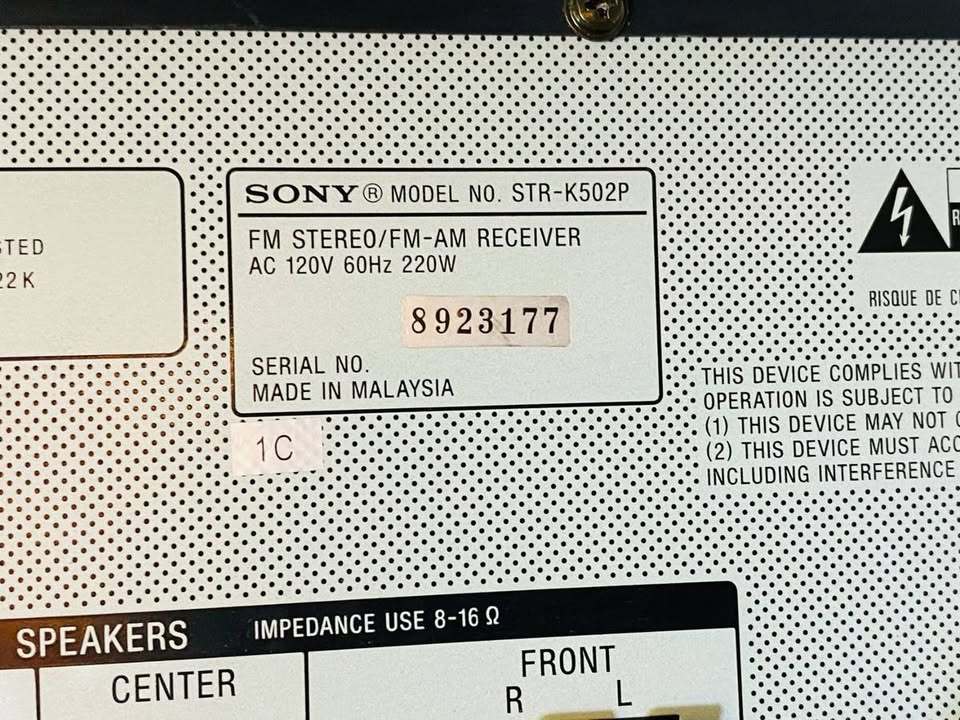 STED
22K
SONY® MODEL NO. STR-K502P
FM STEREO/FM-AM RECEIVER
AC 120V 60Hz 220W
8923177
SERIAL NO.
MADE IN MALAYSIA
1C
R
RISQUE DE C
THIS DEVICE COMPLIES WIT
OPERATION IS SUBJECT TO
(1) THIS DEVICE MAY NOT
(2) THIS DEVICE MUST ACC
INCLUDING INTERFERENCE
SPEAKERS IMPEDANCE USE 8-16 Ω
CENTER
FRONT
R L